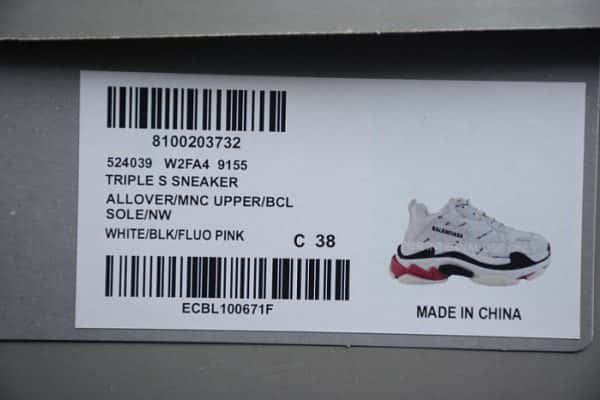 8100203732
524039 W2FA4 9155
TRIPLE S SNEAKER
ALLOVER/MNC UPPER/BCL
SOLE/NW
WHITE/BLK/FLUO PINK C 38
ECBL100671F
BALENCIAGA
MADE IN CHINA